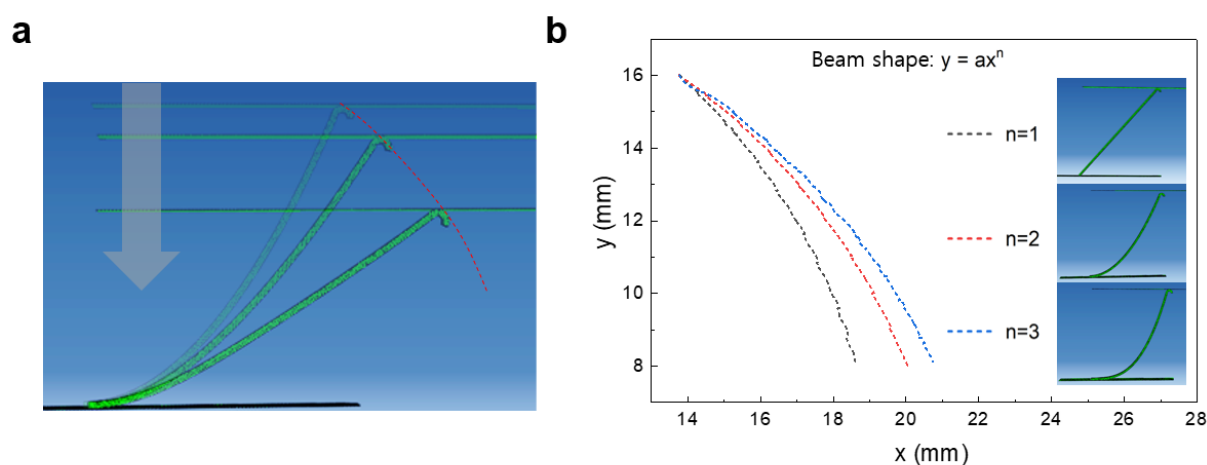 a
b
Beam shape: y = axⁿ
16
14
12
10
8
y (mm)
n=1
n=2
n=3
14 16 18 20 22 24 26 28
x (mm)